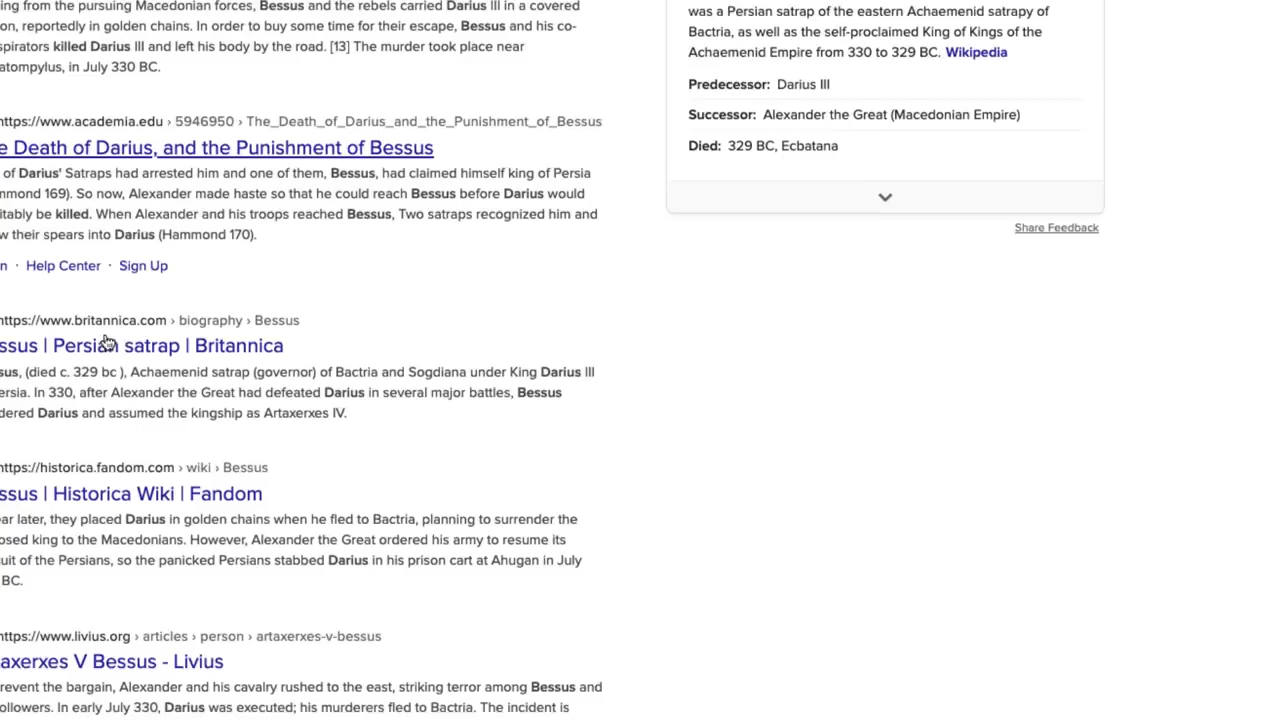 ing from the pursuing Macedonian forces, Bessus and the rebels carried Darius III in a covered
on, reportedly in golden chains. In order to buy some time for their escape, Bessus and his co-
spirators killed Darius III and left his body by the road. [13] The murder took place near
atompylus, in July 330 BC.
https://www.academia.edu › 5946950 › The_Death_of_Darius_and_the_Punishment_of_Bessus
e Death of Darius, and the Punishment of Bessus
of Darius' Satraps had arrested him and one of them, Bessus, had claimed himself king of Persia
mmond 169). So now, Alexander made haste so that he could reach Bessus before Darius would
itably be killed. When Alexander and his troops reached Bessus, Two satraps recognized him and
w their spears into Darius (Hammond 170).
n · Help Center · Sign Up
https://www.britannica.com › biography › Bessus
ssus | Persian satrap | Britannica
sus, (died c. 329 bc ), Achaemenid satrap (governor) of Bactria and Sogdiana under King Darius III
ersia. In 330, after Alexander the Great had defeated Darius in several major battles, Bessus
dered Darius and assumed the kingship as Artaxerxes IV.
https://historica.fandom.com › wiki › Bessus
ssus | Historica Wiki | Fandom
ear later, they placed Darius in golden chains when he fled to Bactria, planning to surrender the
osed king to the Macedonians. However, Alexander the Great ordered his army to resume its
uit of the Persians, so the panicked Persians stabbed Darius in his prison cart at Ahugan in July
BC.
https://www.livius.org › articles › person › artaxerxes-v-bessus
axerxes V Bessus - Livius
revent the bargain, Alexander and his cavalry rushed to the east, striking terror among Bessus and
ollowers. In early July 330, Darius was executed; his murderers fled to Bactria. The incident is
was a Persian satrap of the eastern Achaemenid satrapy of
Bactria, as well as the self-proclaimed King of Kings of the
Achaemenid Empire from 330 to 329 BC. Wikipedia
Predecessor: Darius III
Successor: Alexander the Great (Macedonian Empire)
Died: 329 BC, Ecbatana
Share Feedback